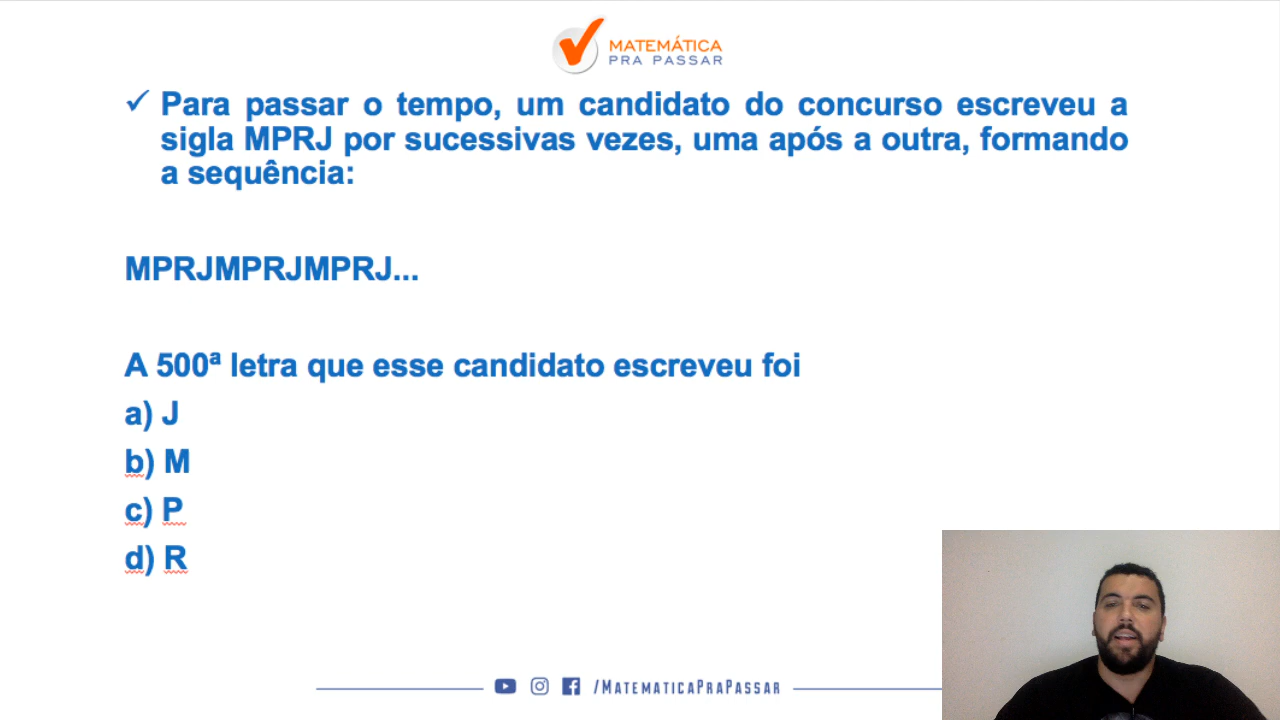 MATEMÁTICA
PRA PASSAR
✓ Para passar o tempo, um candidato do concurso escreveu a
sigla MPRJ por sucessivas vezes, uma após a outra, formando
a sequência:
MPRJMPRJMPRJ...
A 500ª letra que esse candidato escreveu foi
a) J
b) M
c) P
d) R
/MATEMATICAPRAPASSAR